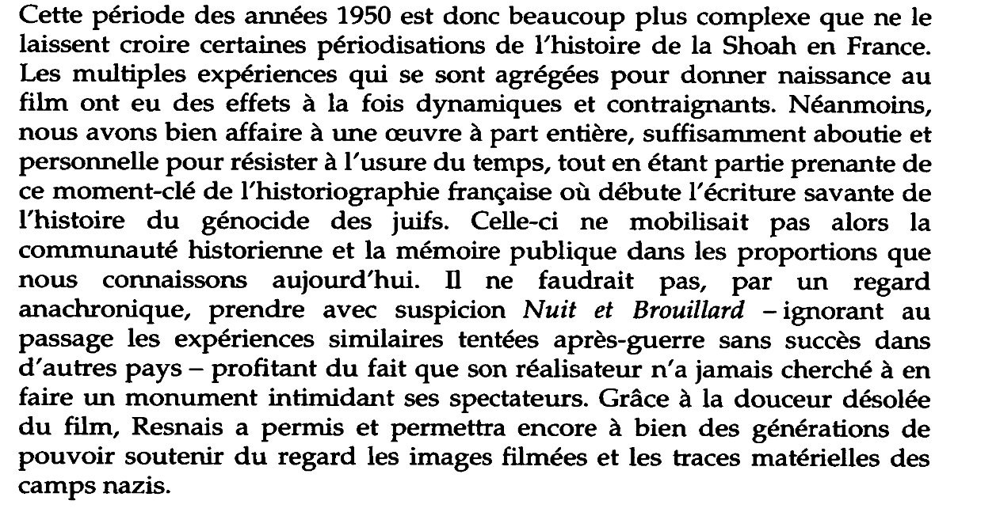 Cette période des années 1950 est donc beaucoup plus complexe que ne le
laissent croire certaines périodisations de l'histoire de la Shoah en France.
Les multiples expériences qui se sont agrégées pour donner naissance au
film ont eu des effets à la fois dynamiques et contraignants. Néanmoins,
nous avons bien affaire à une œuvre à part entière, suffisamment aboutie et
personnelle pour résister à l'usure du temps, tout en étant partie prenante de
ce moment-clé de l'historiographie française où débute l'écriture savante de
l'histoire du génocide des juifs. Celle-ci ne mobilisait pas alors la
communauté historienne et la mémoire publique dans les proportions que
nous connaissons aujourd'hui. Il ne faudrait pas, par un regard
anachronique, prendre avec suspicion Nuit et Brouillard – ignorant au
passage les expériences similaires tentées après-guerre sans succès dans
d'autres pays – profitant du fait que son réalisateur n'a jamais cherché à en
faire un monument intimidant ses spectateurs. Grâce à la douceur désolée
du film, Resnais a permis et permettra encore à bien des générations de
pouvoir soutenir du regard les images filmées et les traces matérielles des
camps nazis.